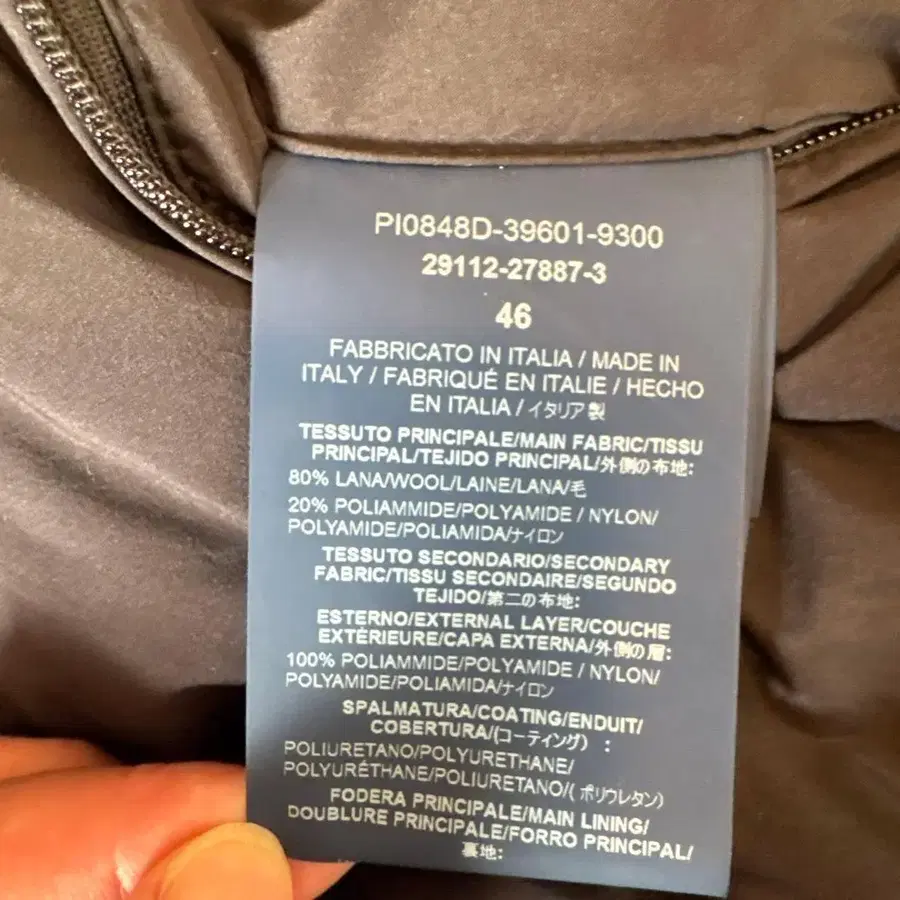 PI0848D-39601-9300
29112-27887-3
46
FABBRICATO IN ITALIA / MADE IN
ITALY / FABRIQUÉ EN ITALIE / HECHO
EN ITALIA / イタリア製
TESSUTO PRINCIPALE/MAIN FABRIC/TISSU
PRINCIPAL/TEJIDO PRINCIPAL/外側の布地:
80% LANA/WOOL/LAINE/LANA/毛
20% POLIAMMIDE/POLYAMIDE / NYLON/
POLYAMIDE/POLIAMIDA/ナイロン
TESSUTO SECONDARIO/SECONDARY
FABRIC/TISSU SECONDAIRE/SEGUNDO
TEJIDO/第二の布地:
ESTERNO/EXTERNAL LAYER/COUCHE
EXTÉRIEURE/CAPA EXTERNA/外側の層:
100% POLIAMMIDE/POLYAMIDE / NYLON/
POLYAMIDE/POLIAMIDA/ナイロン
SPALMATURA/COATING/ENDUIT/
COBERTURA/(コーティング) :
POLIURETANO/POLYURETHANE/
POLYURÉTHANE/POLIURETANO/( ポリウレタン)
FODERA PRINCIPALE/MAIN LINING/
DOUBLURE PRINCIPALE/FORRO PRINCIPAL/
裏地: